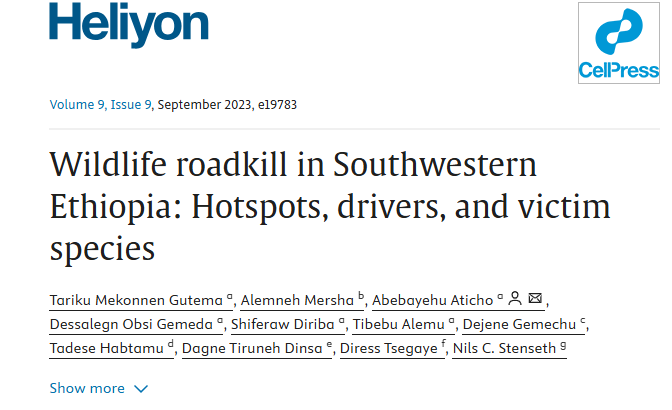 Heliyon
CellPress
Volume 9, Issue 9, September 2023, e19783
Wildlife roadkill in Southwestern
Ethiopia: Hotspots, drivers, and victim
species
Tariku Mekonnen Gutema a, Alemneh Mersha b, Abebayehu Aticho a,
Dessalegn Obsi Gemeda a, Shiferaw Diriba a, Tibebu Alemu a, Dejene Gemechu c,
Tadese Habtamu d, Dagne Tiruneh Dinsa e, Diress Tsegaye f, Nils C. Stenseth g
Show more